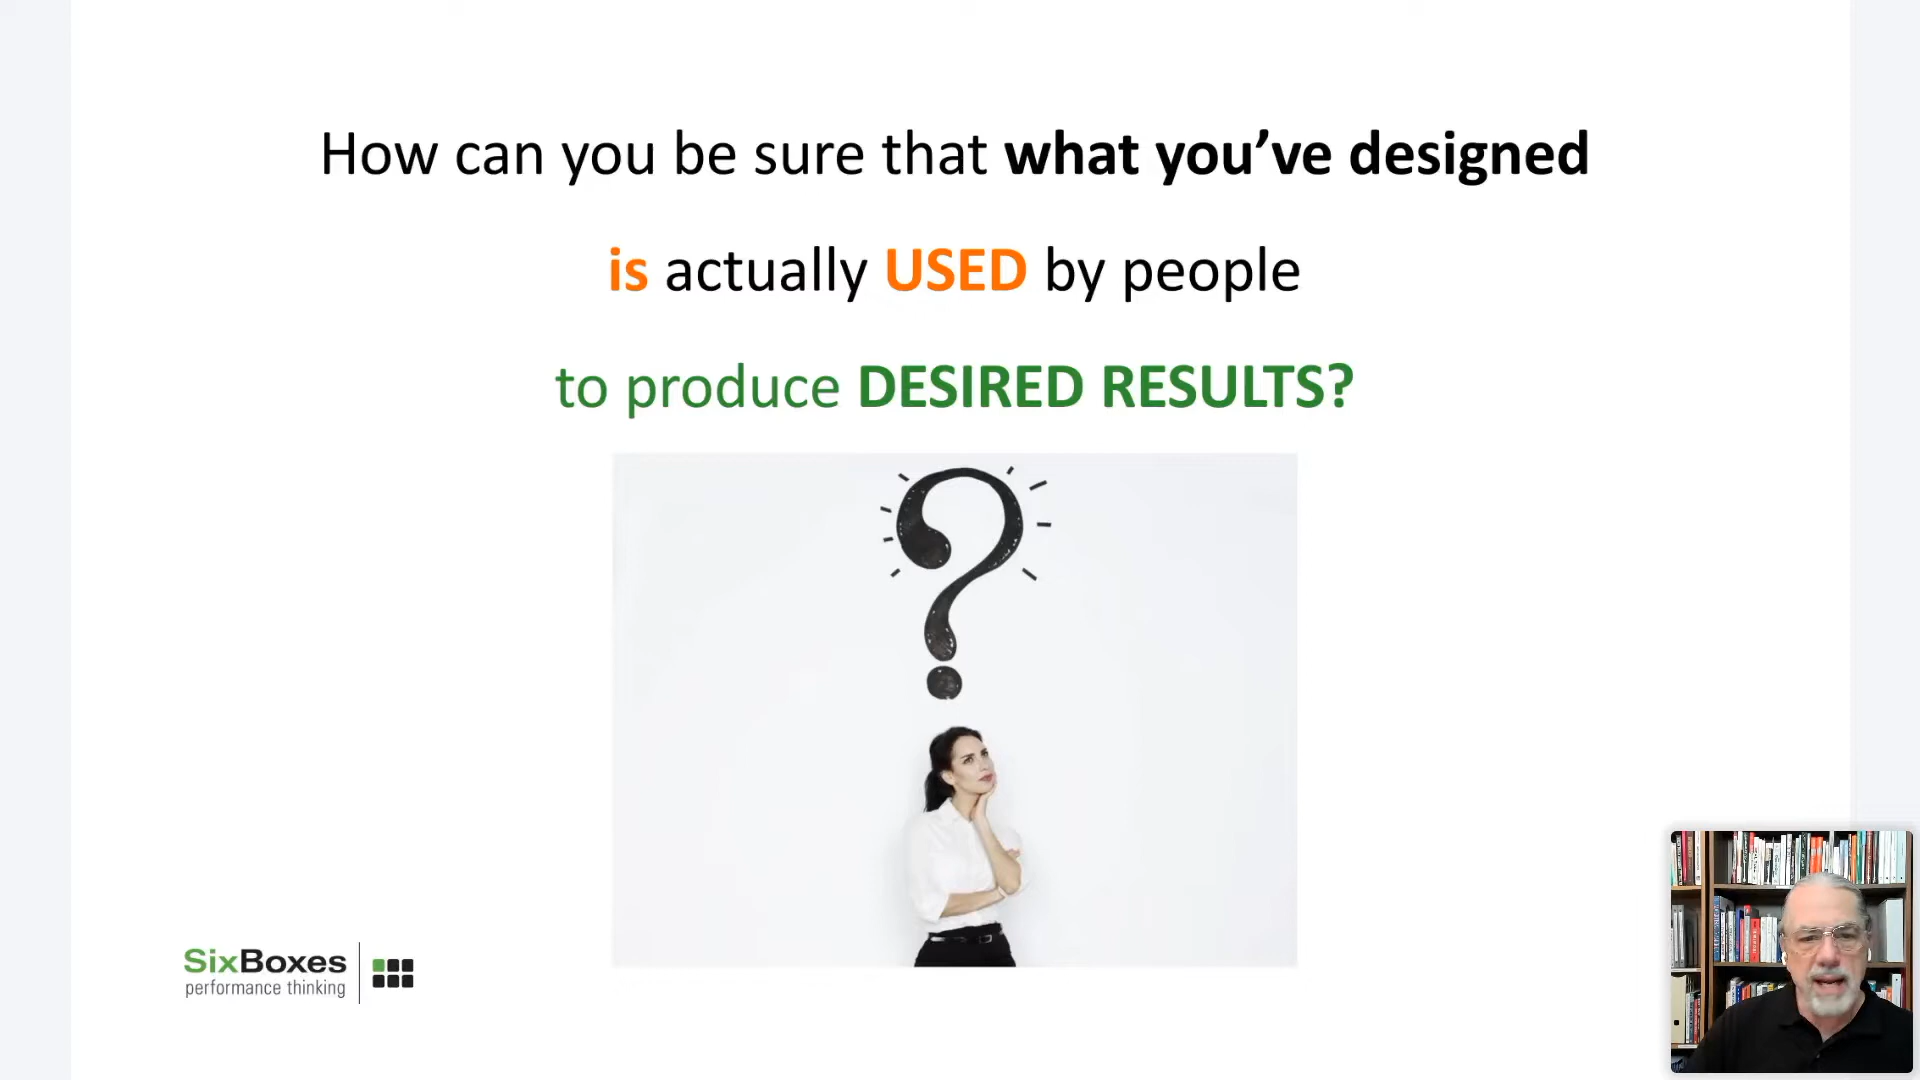 How can you be sure that what you’ve designed
is actually USED by people
to produce DESIRED RESULTS?
SixBoxes
performance thinking